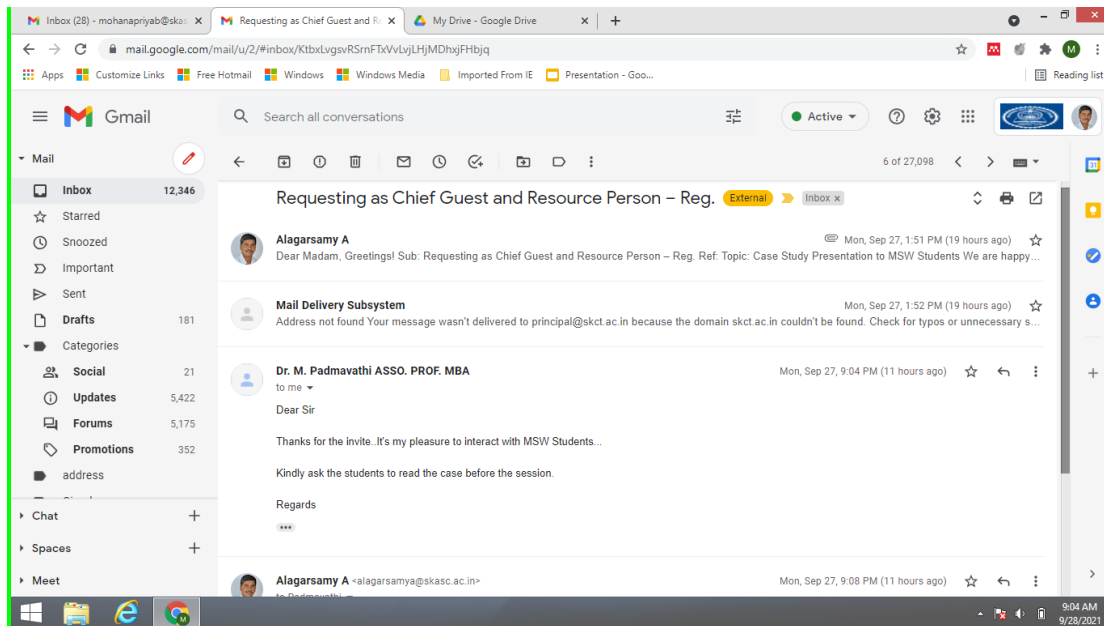 Inbox (28) - mohanapriyab@skas
Requesting as Chief Guest and Re
My Drive - Google Drive
mail.google.com/mail/u/2/#inbox/KtbxLvgsvRSrnFTxVvLvjLHjMDhxjFHbjq
M
Apps Customize Links Free Hotmail Windows Windows Media Imported From IE Presentation - Goo... Reading list
Gmail
Search all conversations
Active
Mail
6 of 27,098
31
Inbox 12,346
Requesting as Chief Guest and Resource Person – Reg. External Inbox x
Starred
Snoozed
Important
Sent
Drafts 181
Categories
Social 21
Updates 5,422
Forums 5,175
Promotions 352
address
Chat
Spaces
Meet
Alagarsamy A Mon, Sep 27, 1:51 PM (19 hours ago)
Dear Madam, Greetings! Sub: Requesting as Chief Guest and Resource Person – Reg. Ref: Topic: Case Study Presentation to MSW Students We are happy...
Mail Delivery Subsystem Mon, Sep 27, 1:52 PM (19 hours ago)
Address not found Your message wasn't delivered to principal@skct.ac.in because the domain skct.ac.in couldn't be found. Check for typos or unnecessary s...
Dr. M. Padmavathi ASSO. PROF. MBA Mon, Sep 27, 9:04 PM (11 hours ago)
to me
Dear Sir
Thanks for the invite..It's my pleasure to interact with MSW Students...
Kindly ask the students to read the case before the session.
Regards
Alagarsamy A <alagarsamya@skasc.ac.in> Mon, Sep 27, 9:08 PM (11 hours ago)
to Padmavathi
9:04 AM
9/28/2021